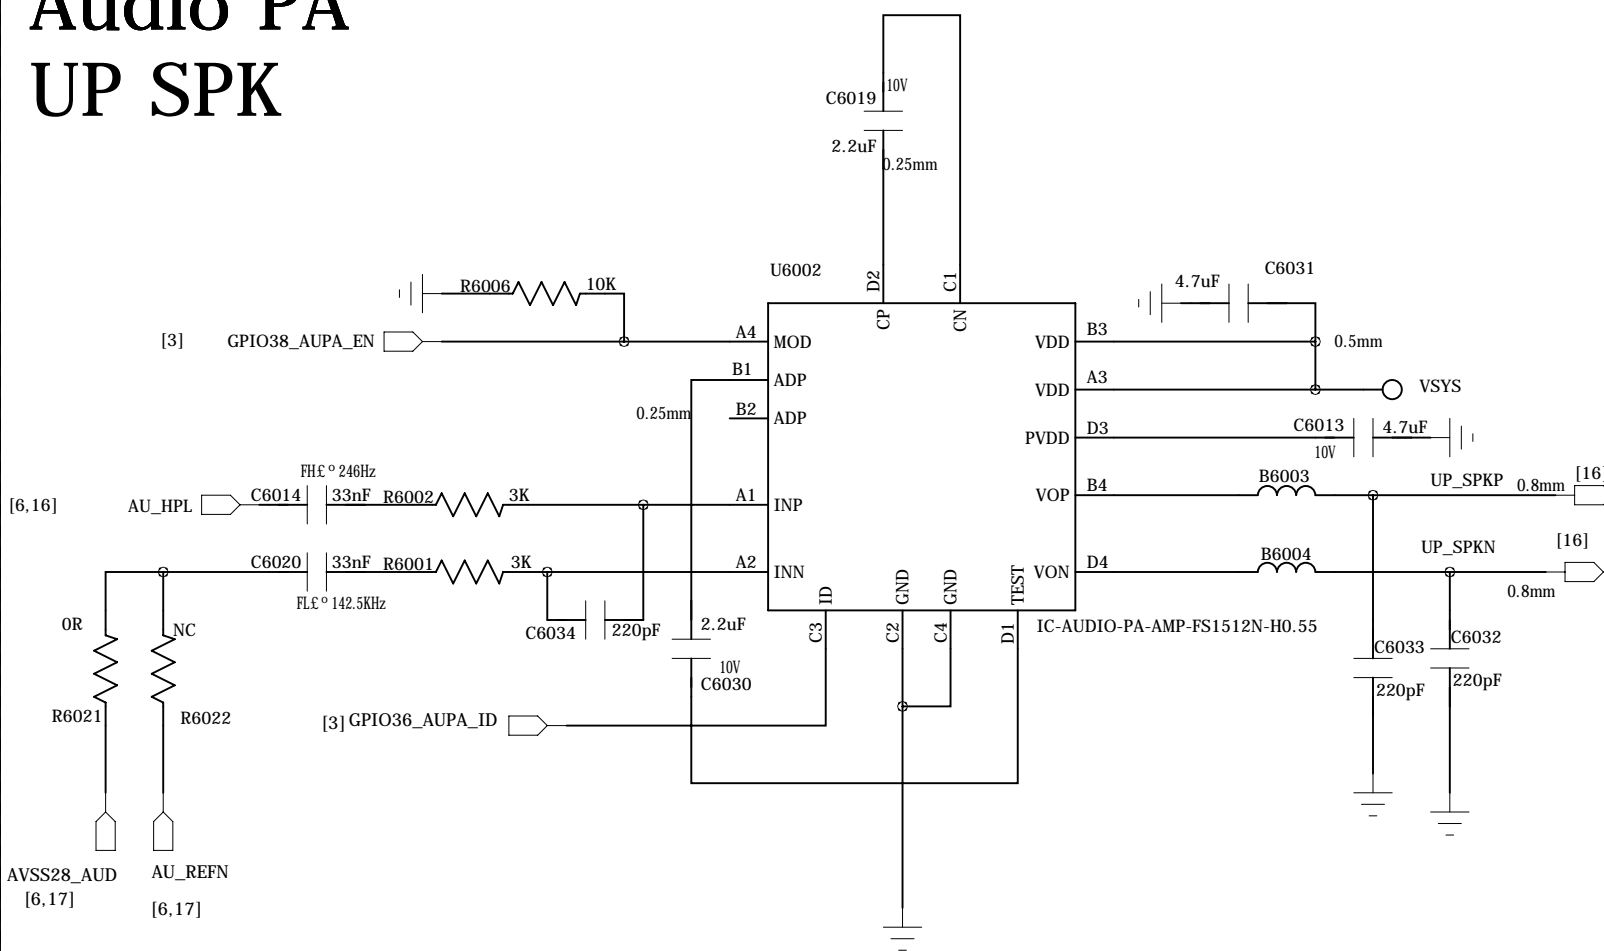 Audio PA
UP SPK
10V
C6019
2.2uF
0.25mm
U6002
D2
C1
CP
CN
R6006
10K
[3]
GPIO38_AUPA_EN
A4
MOD
B1
ADP
0.25mm
B2
ADP
4.7uF
C6031
VDD
B3
0.5mm
VDD
A3
VSYS
PVDD
D3
C6013
4.7uF
10V
FH£º246Hz
[6,16]
AU_HPL
C6014
33nF
R6002
3K
A1
INP
VOP
B4
B6003
UP_SPKP
0.8mm
[16]
C6020
33nF
R6001
3K
A2
INN
FL£º142.5KHz
VON
D4
B6004
UP_SPKN
[16]
0.8mm
ID
GND
GND
TEST
C3
C2
C4
D1
IC-AUDIO-PA-AMP-FS1512N-H0.55
0R
NC
C6034
220pF
2.2uF
10V
C6030
R6021
R6022
[3]
GPIO36_AUPA_ID
C6033
220pF
C6032
220pF
AVSS28_AUD
[6,17]
AU_REFN
[6,17]